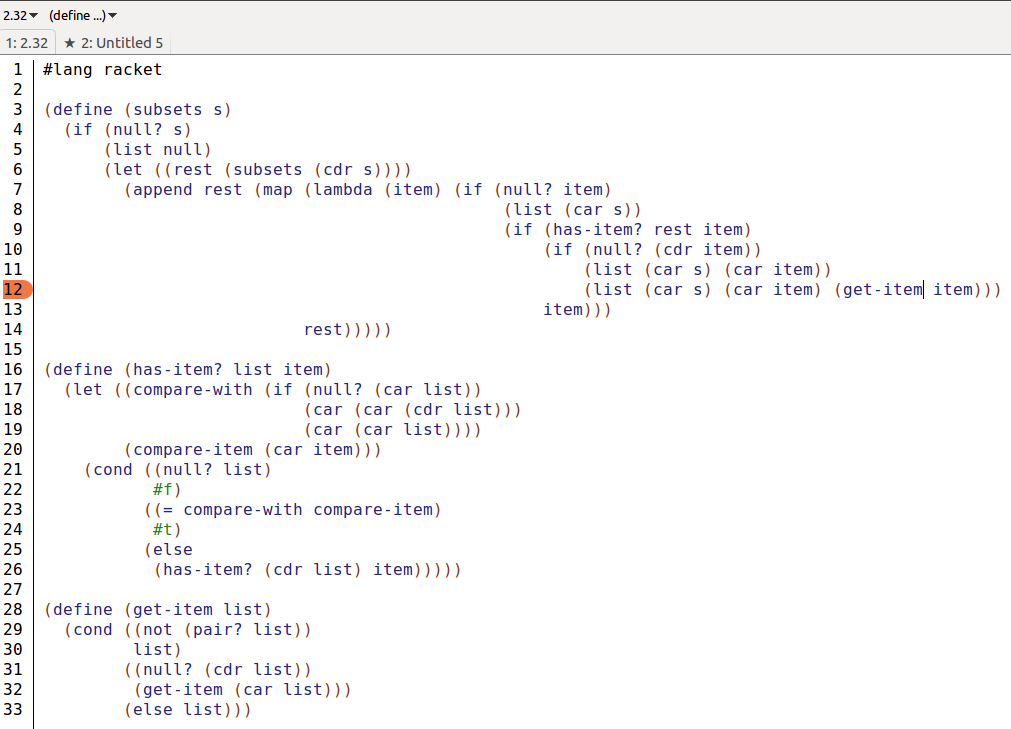 2.32▾ (define ...)▾
1: 2.32 ★ 2: Untitled 5
1 #lang racket
2
3 (define (subsets s)
4   (if (null? s)
5       (list null)
6       (let ((rest (subsets (cdr s))))
7         (append rest (map (lambda (item) (if (null? item)
8                                               (list (car s))
9                                               (if (has-item? rest item)
10                                                  (if (null? (cdr item))
11                                                      (list (car s) (car item))
12                                                      (list (car s) (car item) (get-item item)))
13                                                  item)))
14                           rest)))))
15
16 (define (has-item? list item)
17   (let ((compare-with (if (null? (car list))
18                           (car (car (cdr list)))
19                           (car (car list))))
20         (compare-item (car item)))
21     (cond ((null? list)
22            #f)
23           ((= compare-with compare-item)
24            #t)
25           (else
26            (has-item? (cdr list) item)))))
27
28 (define (get-item list)
29   (cond ((not (pair? list))
30          list)
31         ((null? (cdr list))
32          (get-item (car list)))
33         (else list)))